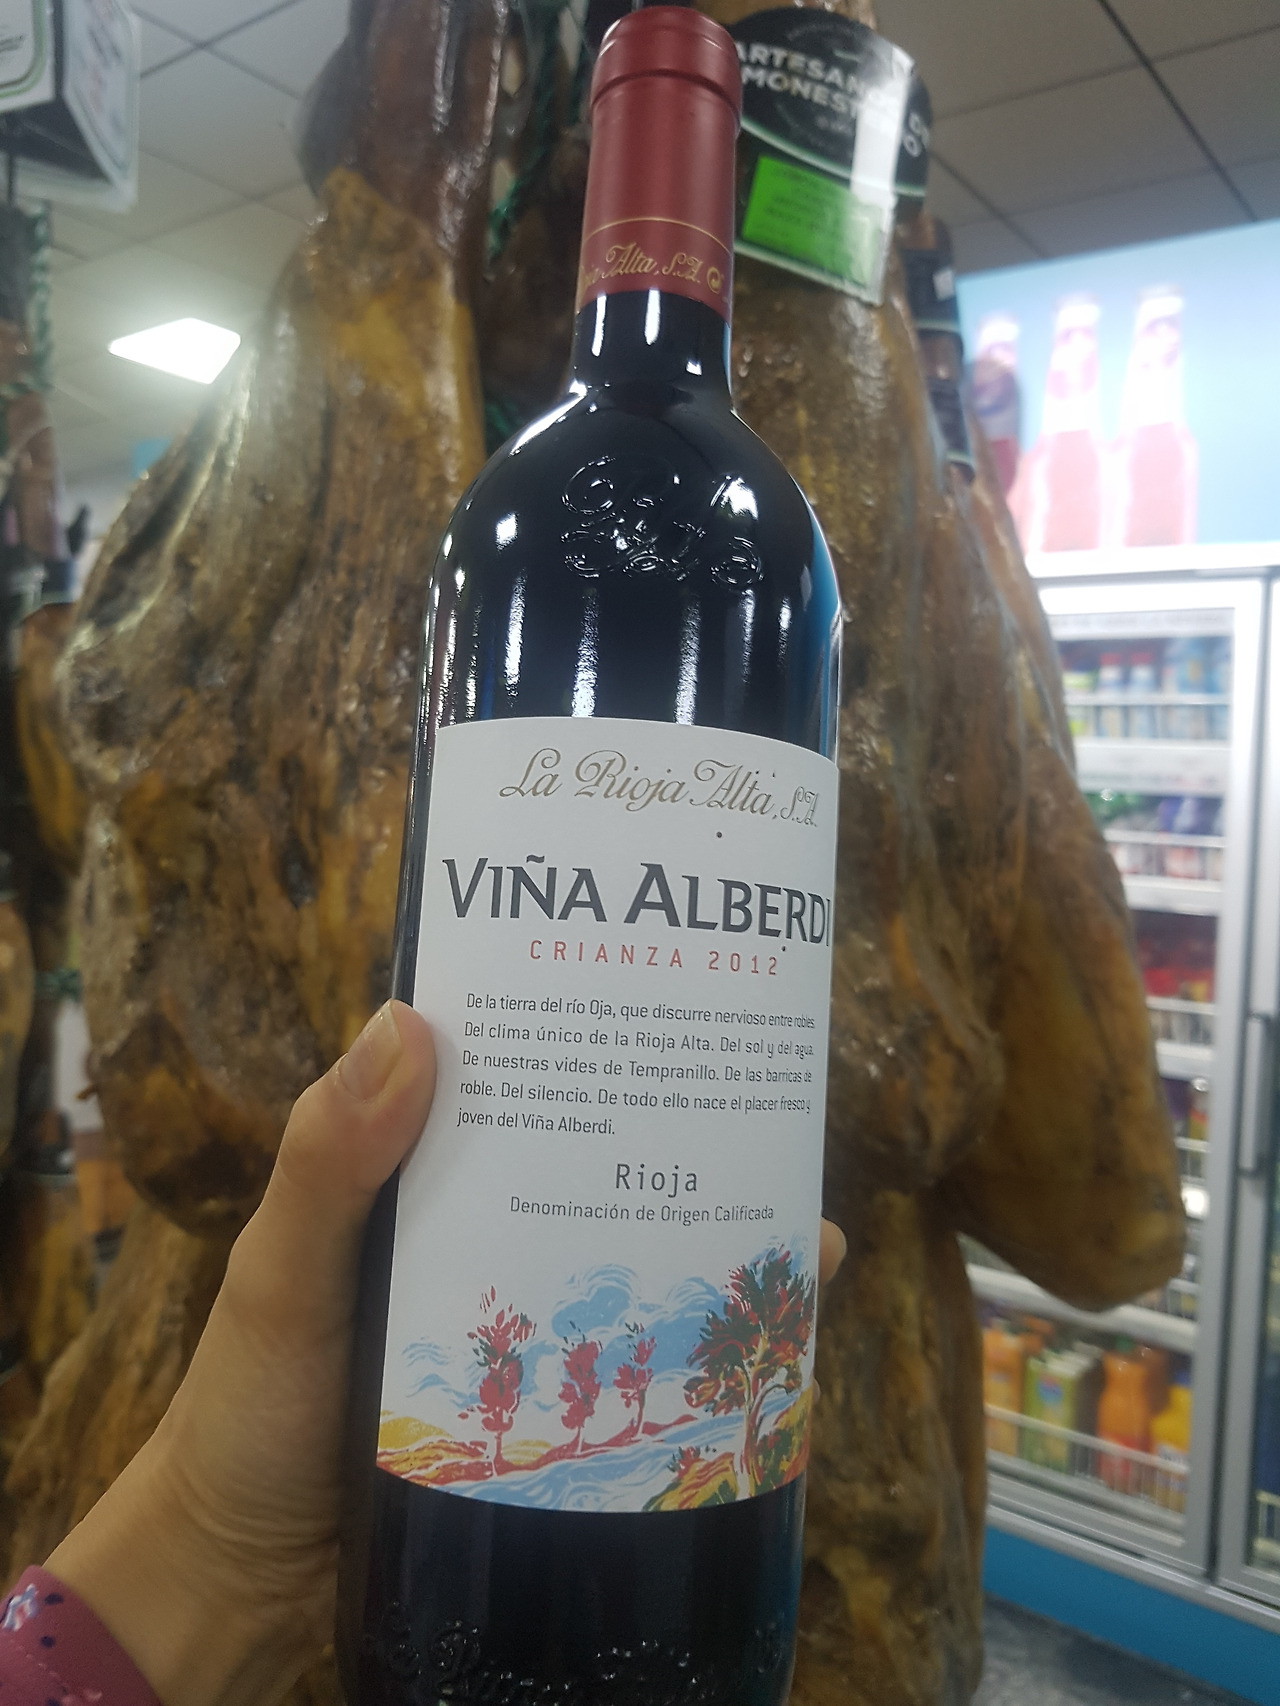 ARTESAN
MONEST
Alta, S.A.
La Rioja Alta, S.A.
VIÑA ALBERDI
CRIANZA 2012
De la tierra del río Oja, que discurre nervioso entre robles.
Del clima único de la Rioja Alta. Del sol y del agua.
De nuestras vides de Tempranillo. De las barricas de
roble. Del silencio. De todo ello nace el placer fresco y
joven del Viña Alberdi.
Rioja
Denominación de Origen Calificada